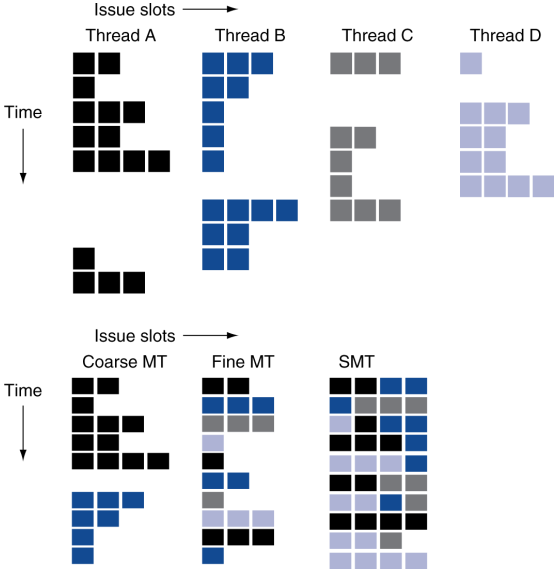 Issue slots
Thread A Thread B Thread C Thread D
Time
Issue slots
Coarse MT Fine MT SMT
Time